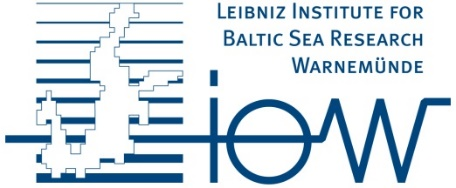 LEIBNIZ INSTITUTE FOR
BALTIC SEA RESEARCH
WARNEMÜNDE
iow